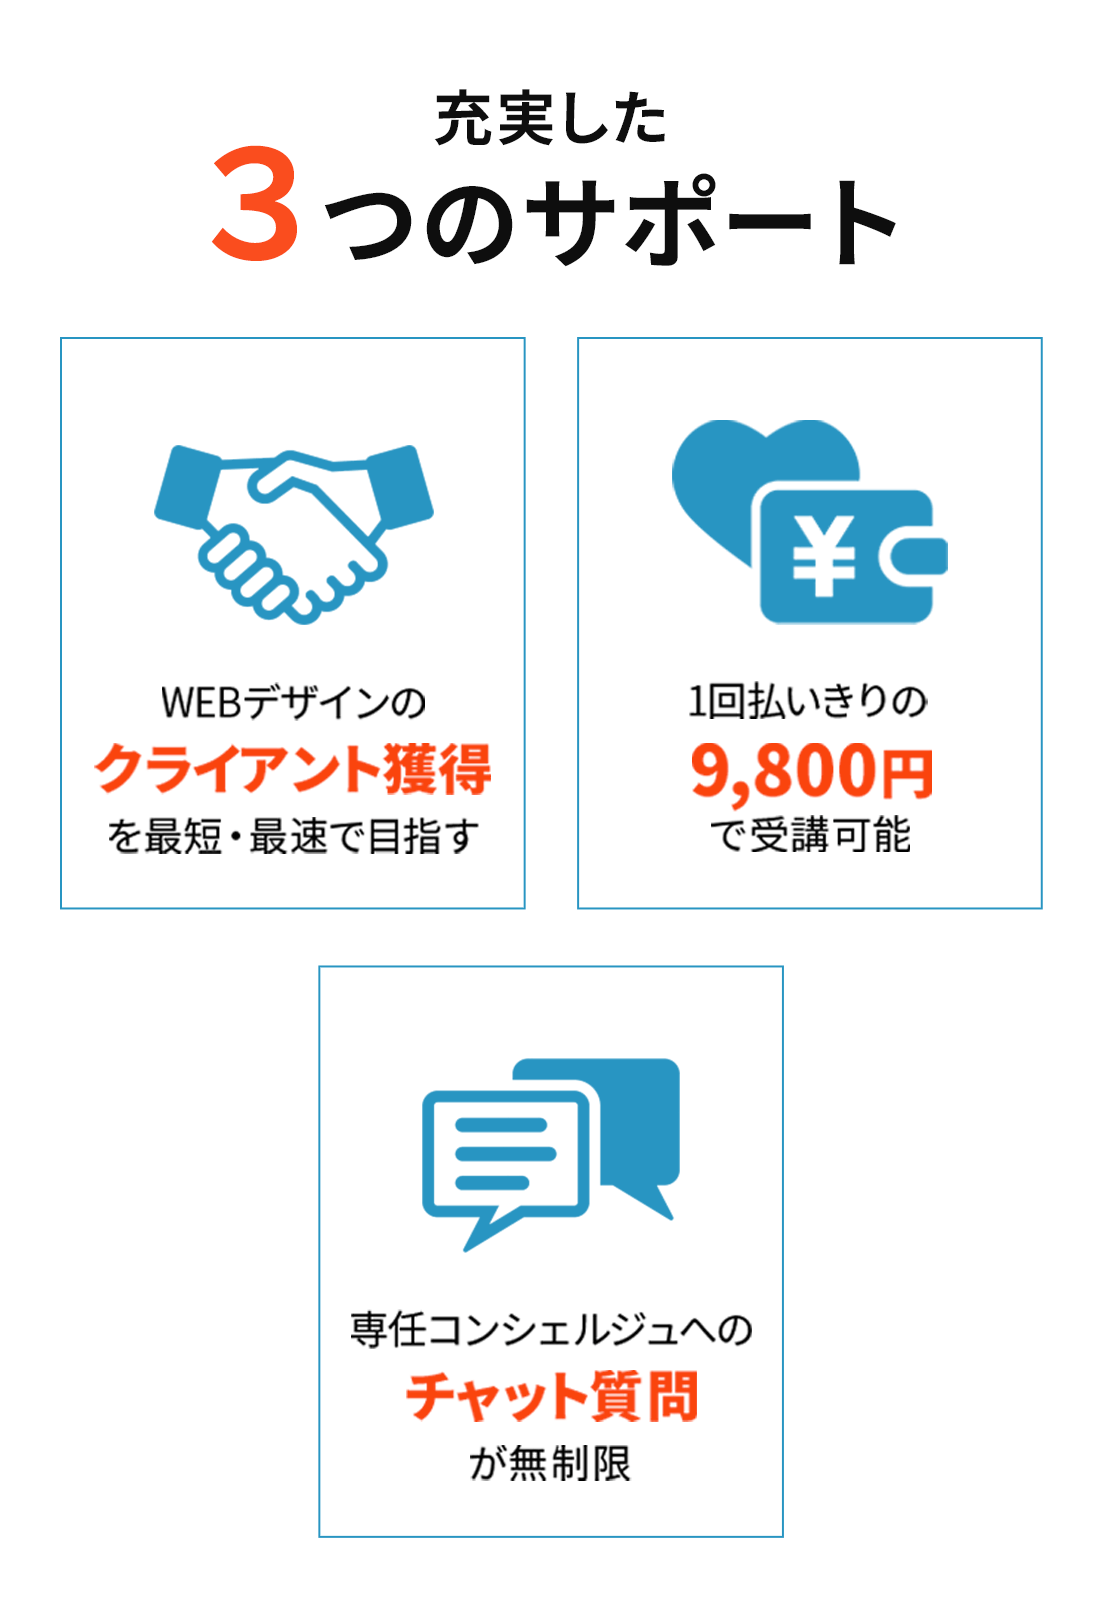 充実した
3つのサポート
WEBデザインの
クライアント獲得
を最短・最速で目指す
1回払いきりの
9,800円
で受講可能
専任コンシェルジュへの
チャット質問
が無制限